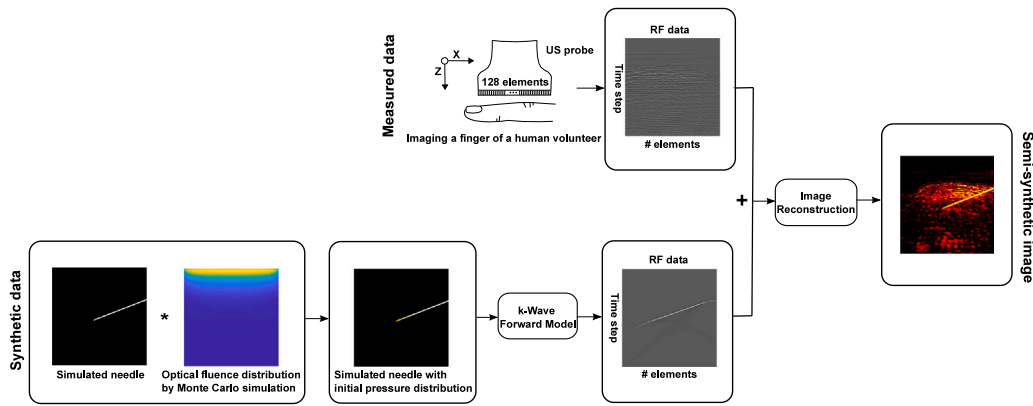 Measured data
X
Z
US probe
128 elements
Imaging a finger of a human volunteer
RF data
Time step
# elements
+
Image
Reconstruction
Semi-synthetic image
Synthetic data
Simulated needle
*
Optical fluence distribution
by Monte Carlo simulation
Simulated needle with
initial pressure distribution
k-Wave
Forward Model
RF data
Time step
# elements